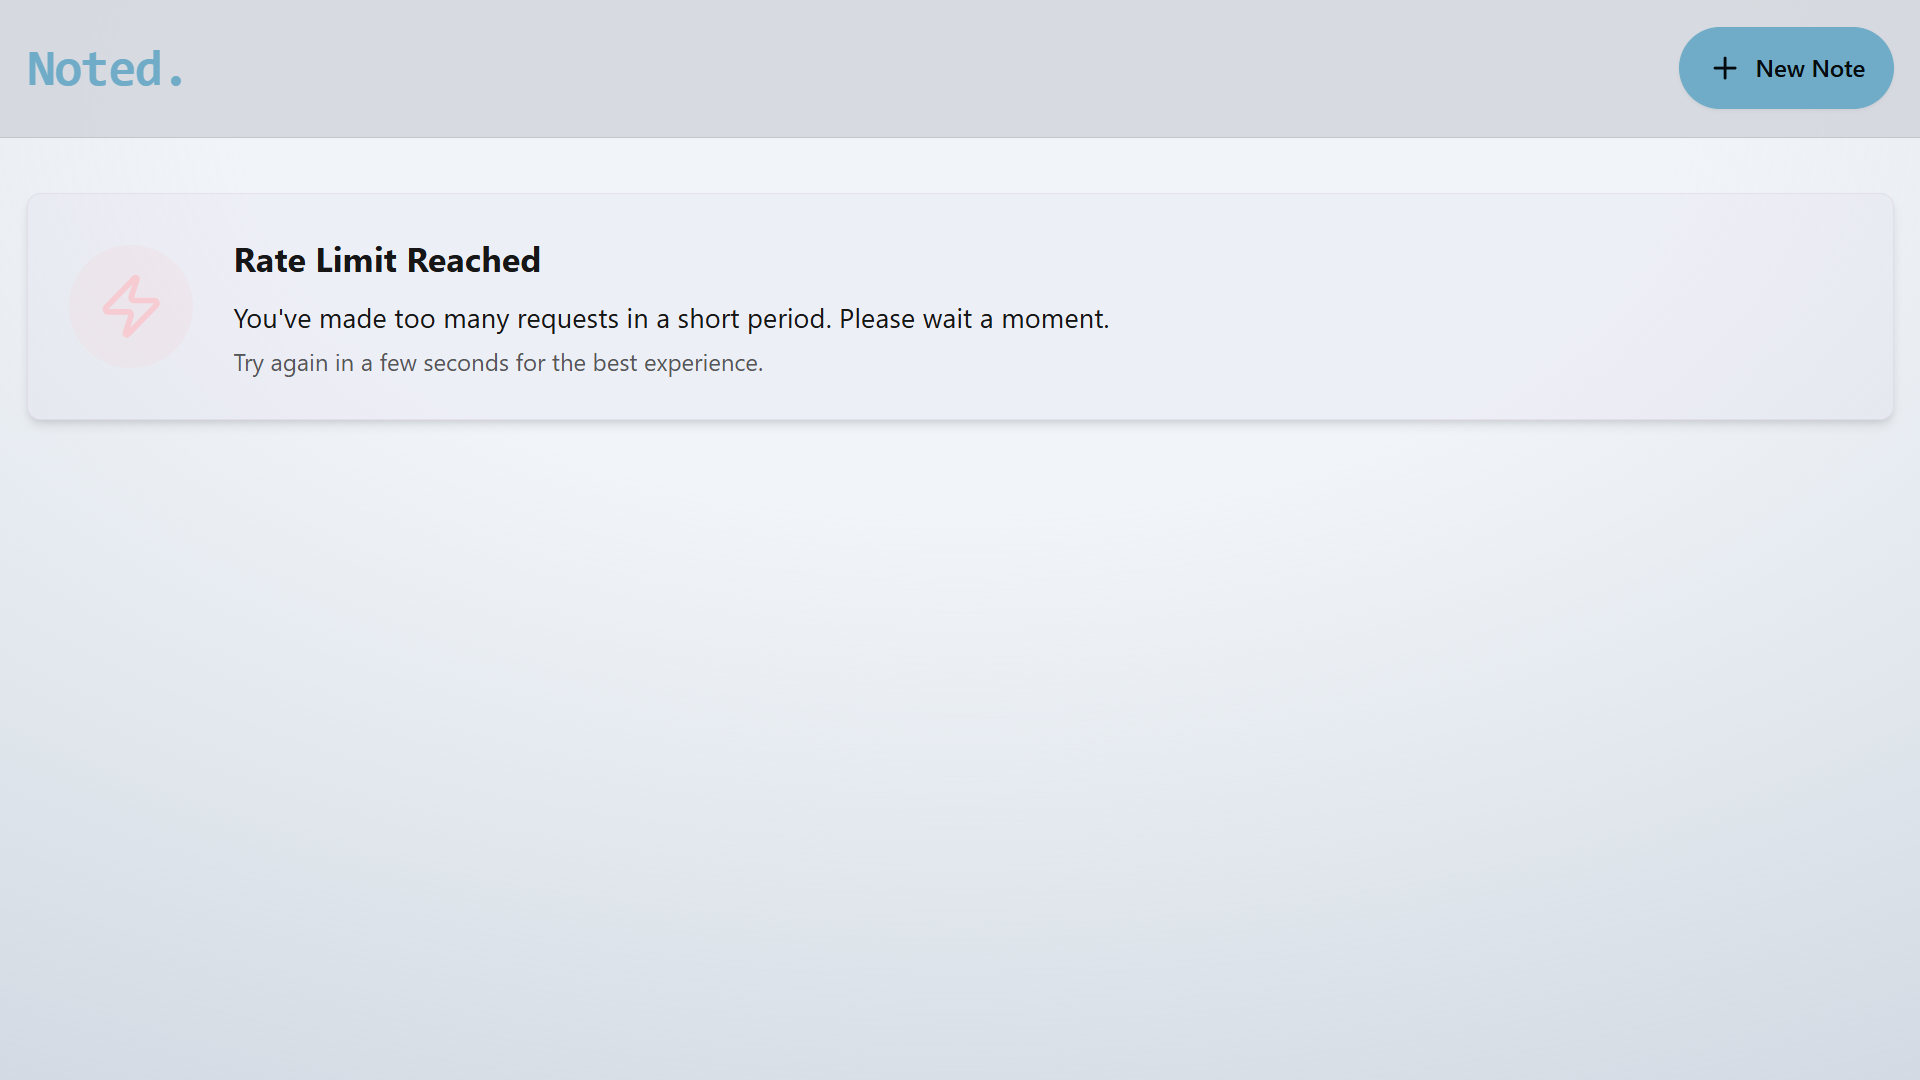 Noted.
New Note
Rate Limit Reached
You've made too many requests in a short period. Please wait a moment.
Try again in a few seconds for the best experience.